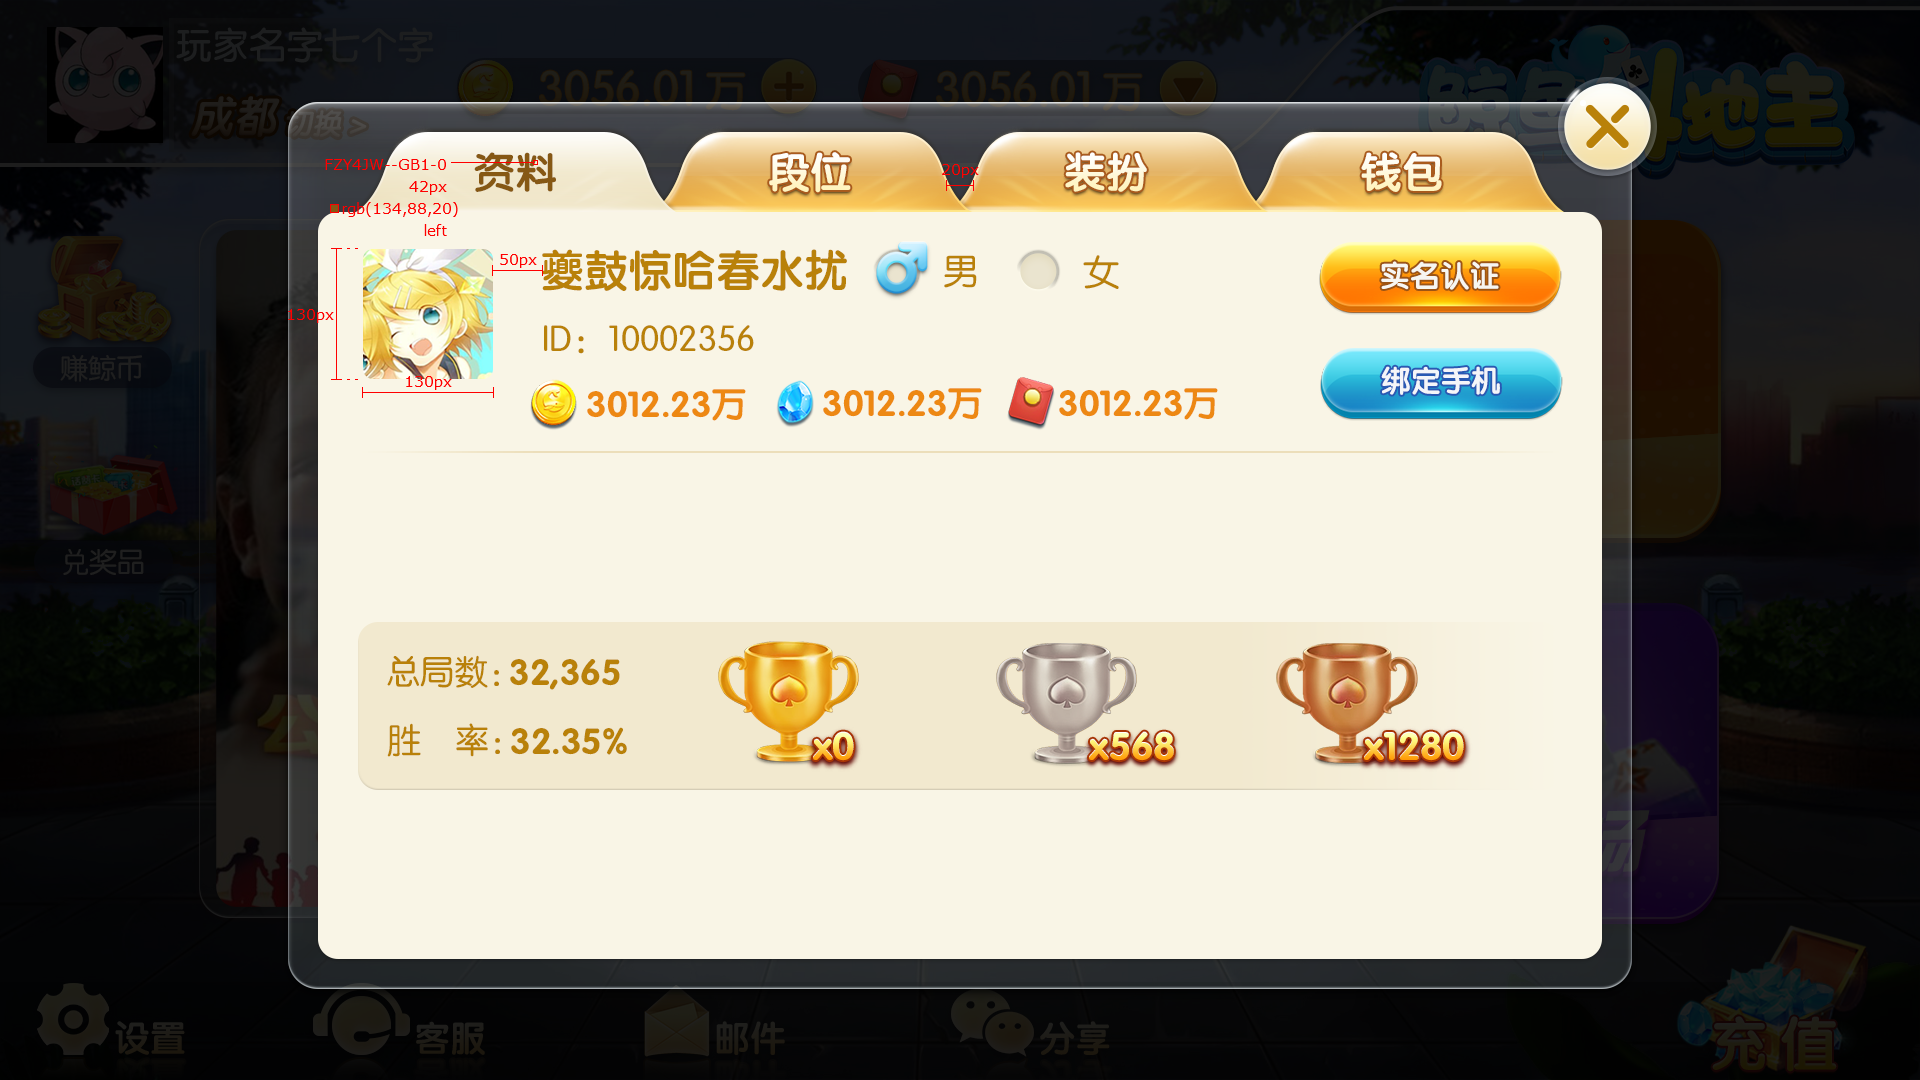 玩家名字七个字
成都 切换>
3056.01万
3056.01万
鲸鱼斗地主
资料
段位
装扮
钱包
FZY4JW--GB1-0
42px
rgb(134,88,20)
left
20px
50px
130px
130px
夔鼓惊哈春水扰
男
女
实名认证
ID： 10002356
绑定手机
3012.23万
3012.23万
3012.23万
赚鲸币
兑奖品
总局数: 32,365
胜 率: 32.35%
x0
x568
x1280
设置
客服
邮件
分享
充值